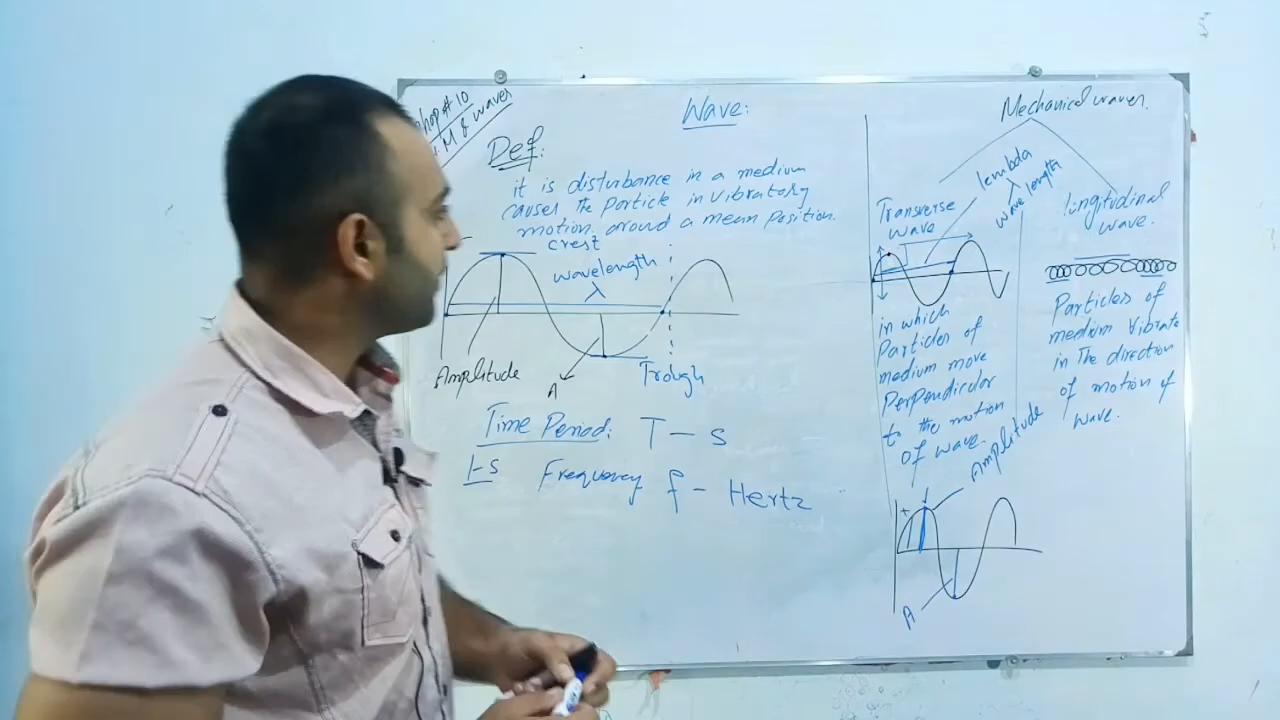 chap # 10
M & waves
Wave:
Def:
it is disturbance in a medium
causes the particle in vibratory
motion around a mean position.
crest
wavelength
λ
Amplitude
A
Trough
Time Period: T - s
1-s Frequency f - Hertz
Mechanical waves.
lembda
λ
wave length
Transverse
wave
in which
Particles of
medium move
Perpendicular
to the motion
of wave.
longitudinal
wave.
Particles of
medium vibrate
in the direction
of motion of
wave.
Amplitude
+
A